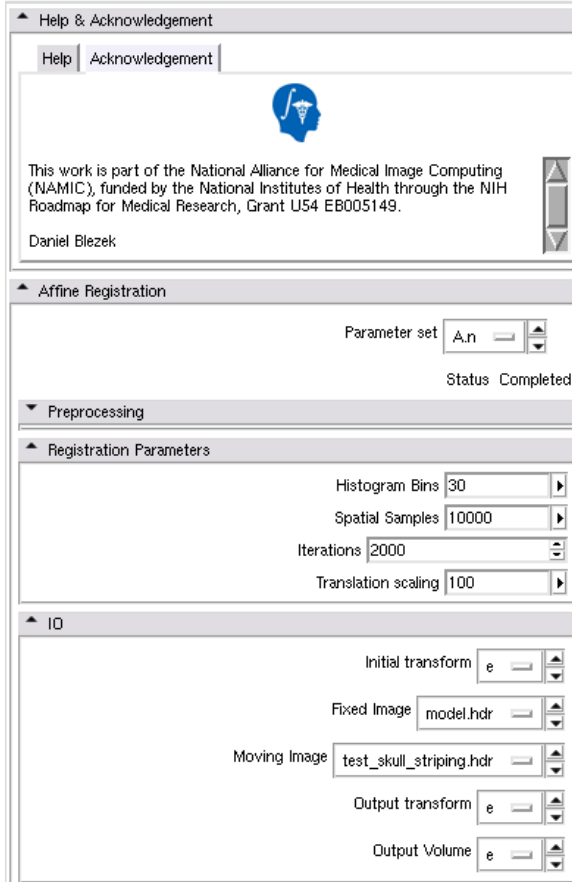 Help & Acknowledgement
Help Acknowledgement
This work is part of the National Alliance for Medical Image Computing
(NAMIC), funded by the National Institutes of Health through the NIH
Roadmap for Medical Research, Grant U54 EB005149.
Daniel Blezek
Affine Registration
Parameter set A.n
Status Completed
Preprocessing
Registration Parameters
Histogram Bins 30
Spatial Samples 10000
Iterations 2000
Translation scaling 100
IO
Initial transform e
Fixed Image model.hdr
Moving Image test_skull_striping.hdr
Output transform e
Output Volume e